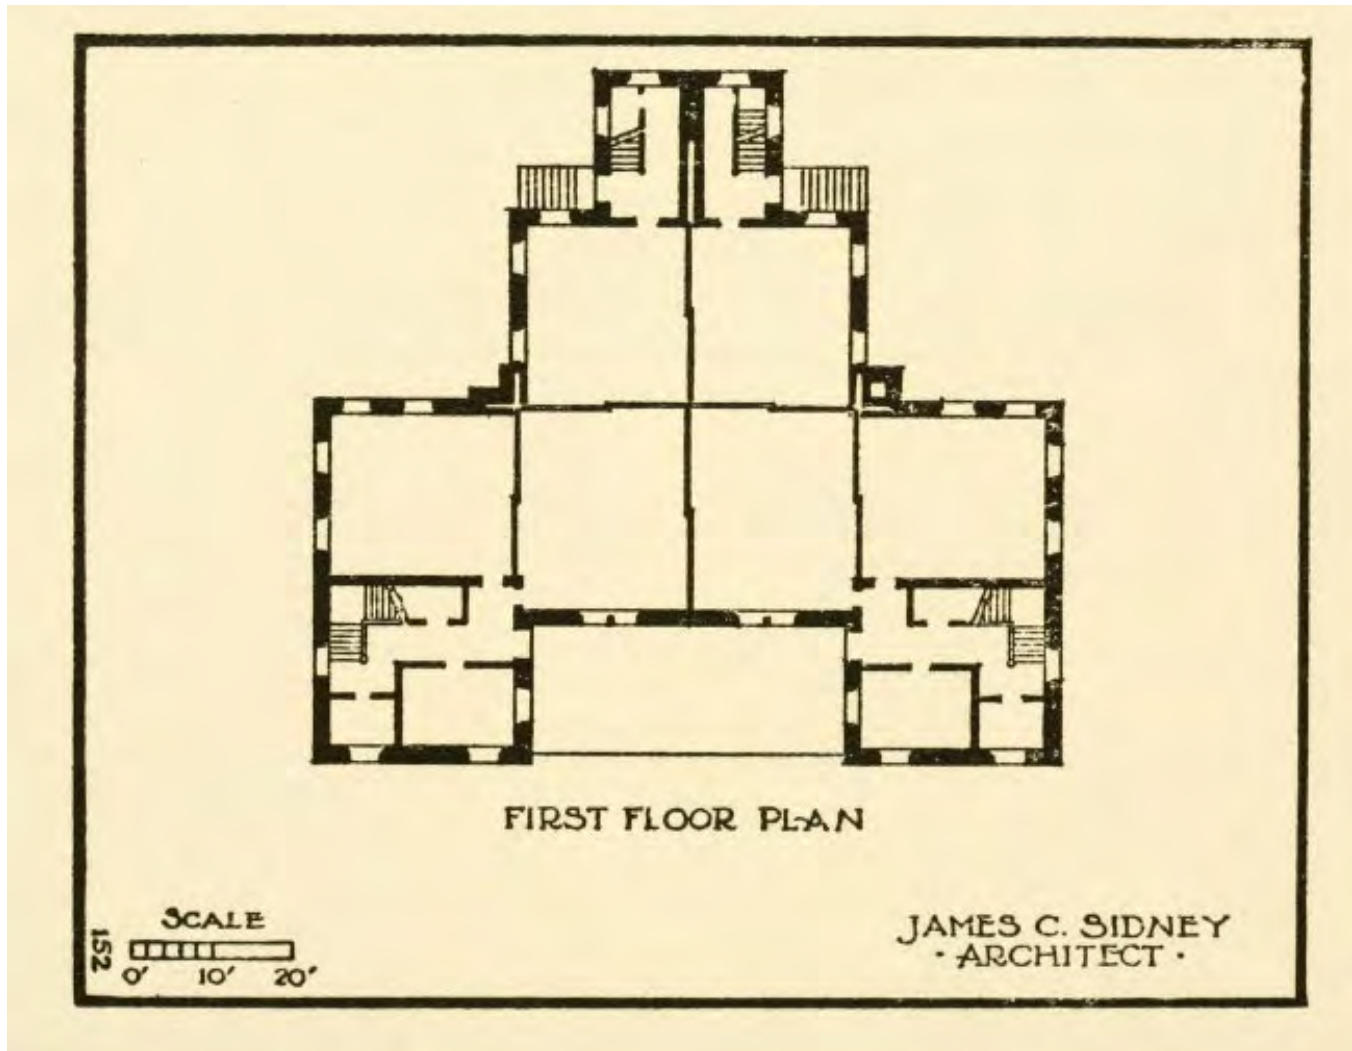 FIRST FLOOR PLAN
SCALE
0' 10' 20'
152
JAMES C. SIDNEY
· ARCHITECT ·